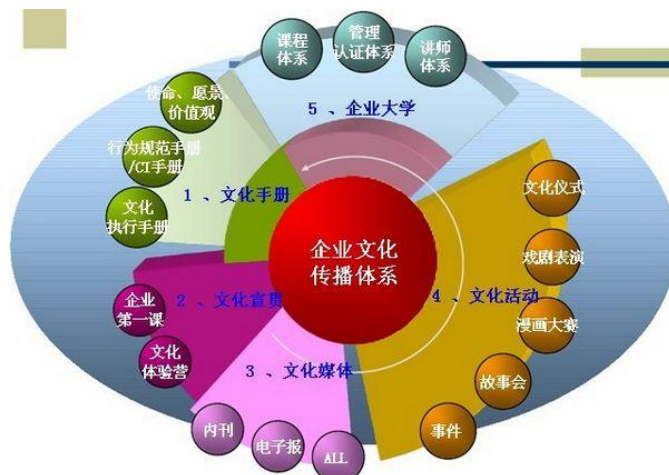 课程
体系
管理
认证体系
讲师
体系
5 、企业大学
使命、愿景、
价值观
行为规范手册
/CI手册
文化
执行手册
1 、文化手册
企业文化
传播体系
企业
第一课
文化
体验营
2 、文化宣贯
3 、文化媒体
内刊
电子报
ALL
4 、文化活动
文化仪式
戏剧表演
漫画大赛
故事会
事件